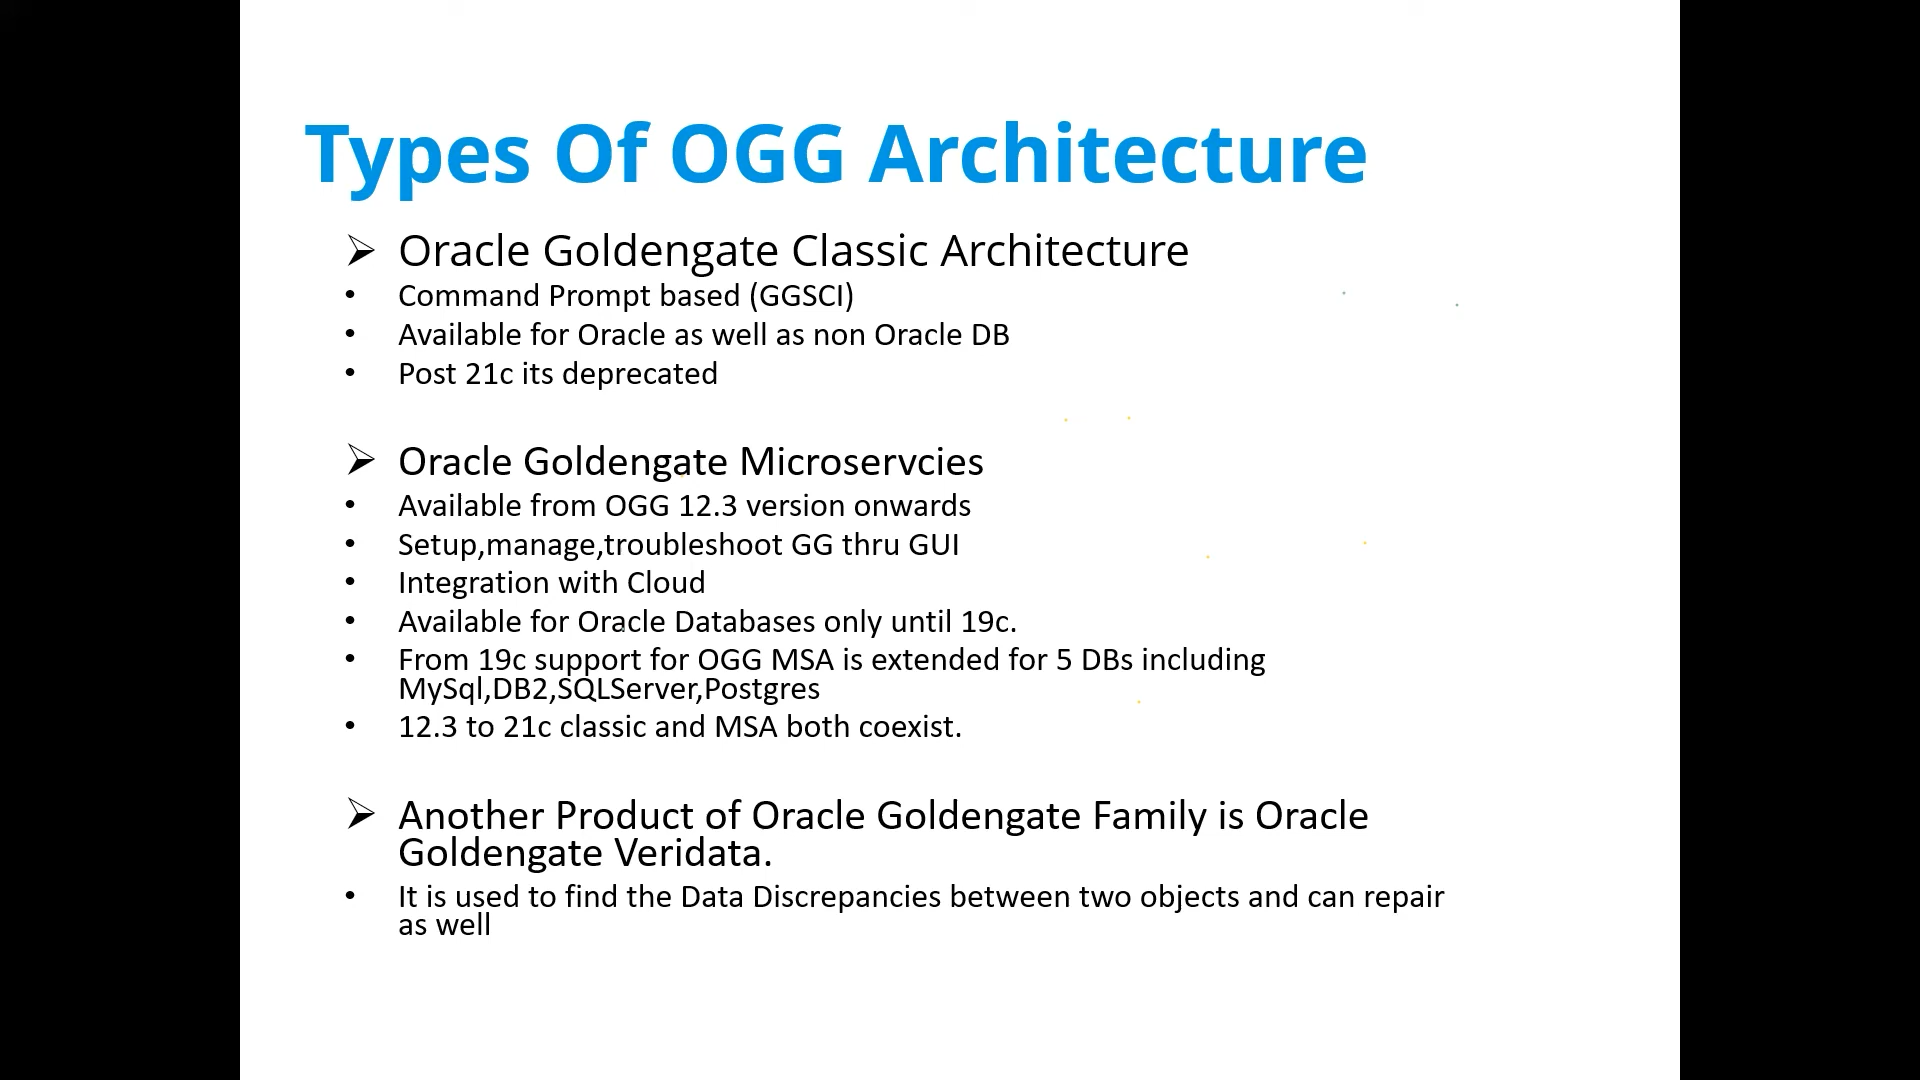 Types Of OGG Architecture
➢ Oracle Goldengate Classic Architecture
• Command Prompt based (GGSCI)
• Available for Oracle as well as non Oracle DB
• Post 21c its deprecated
➢ Oracle Goldengate Microservcies
• Available from OGG 12.3 version onwards
• Setup,manage,troubleshoot GG thru GUI
• Integration with Cloud
• Available for Oracle Databases only until 19c.
• From 19c support for OGG MSA is extended for 5 DBs including
MySql,DB2,SQLServer,Postgres
• 12.3 to 21c classic and MSA both coexist.
➢ Another Product of Oracle Goldengate Family is Oracle
Goldengate Veridata.
• It is used to find the Data Discrepancies between two objects and can repair
as well